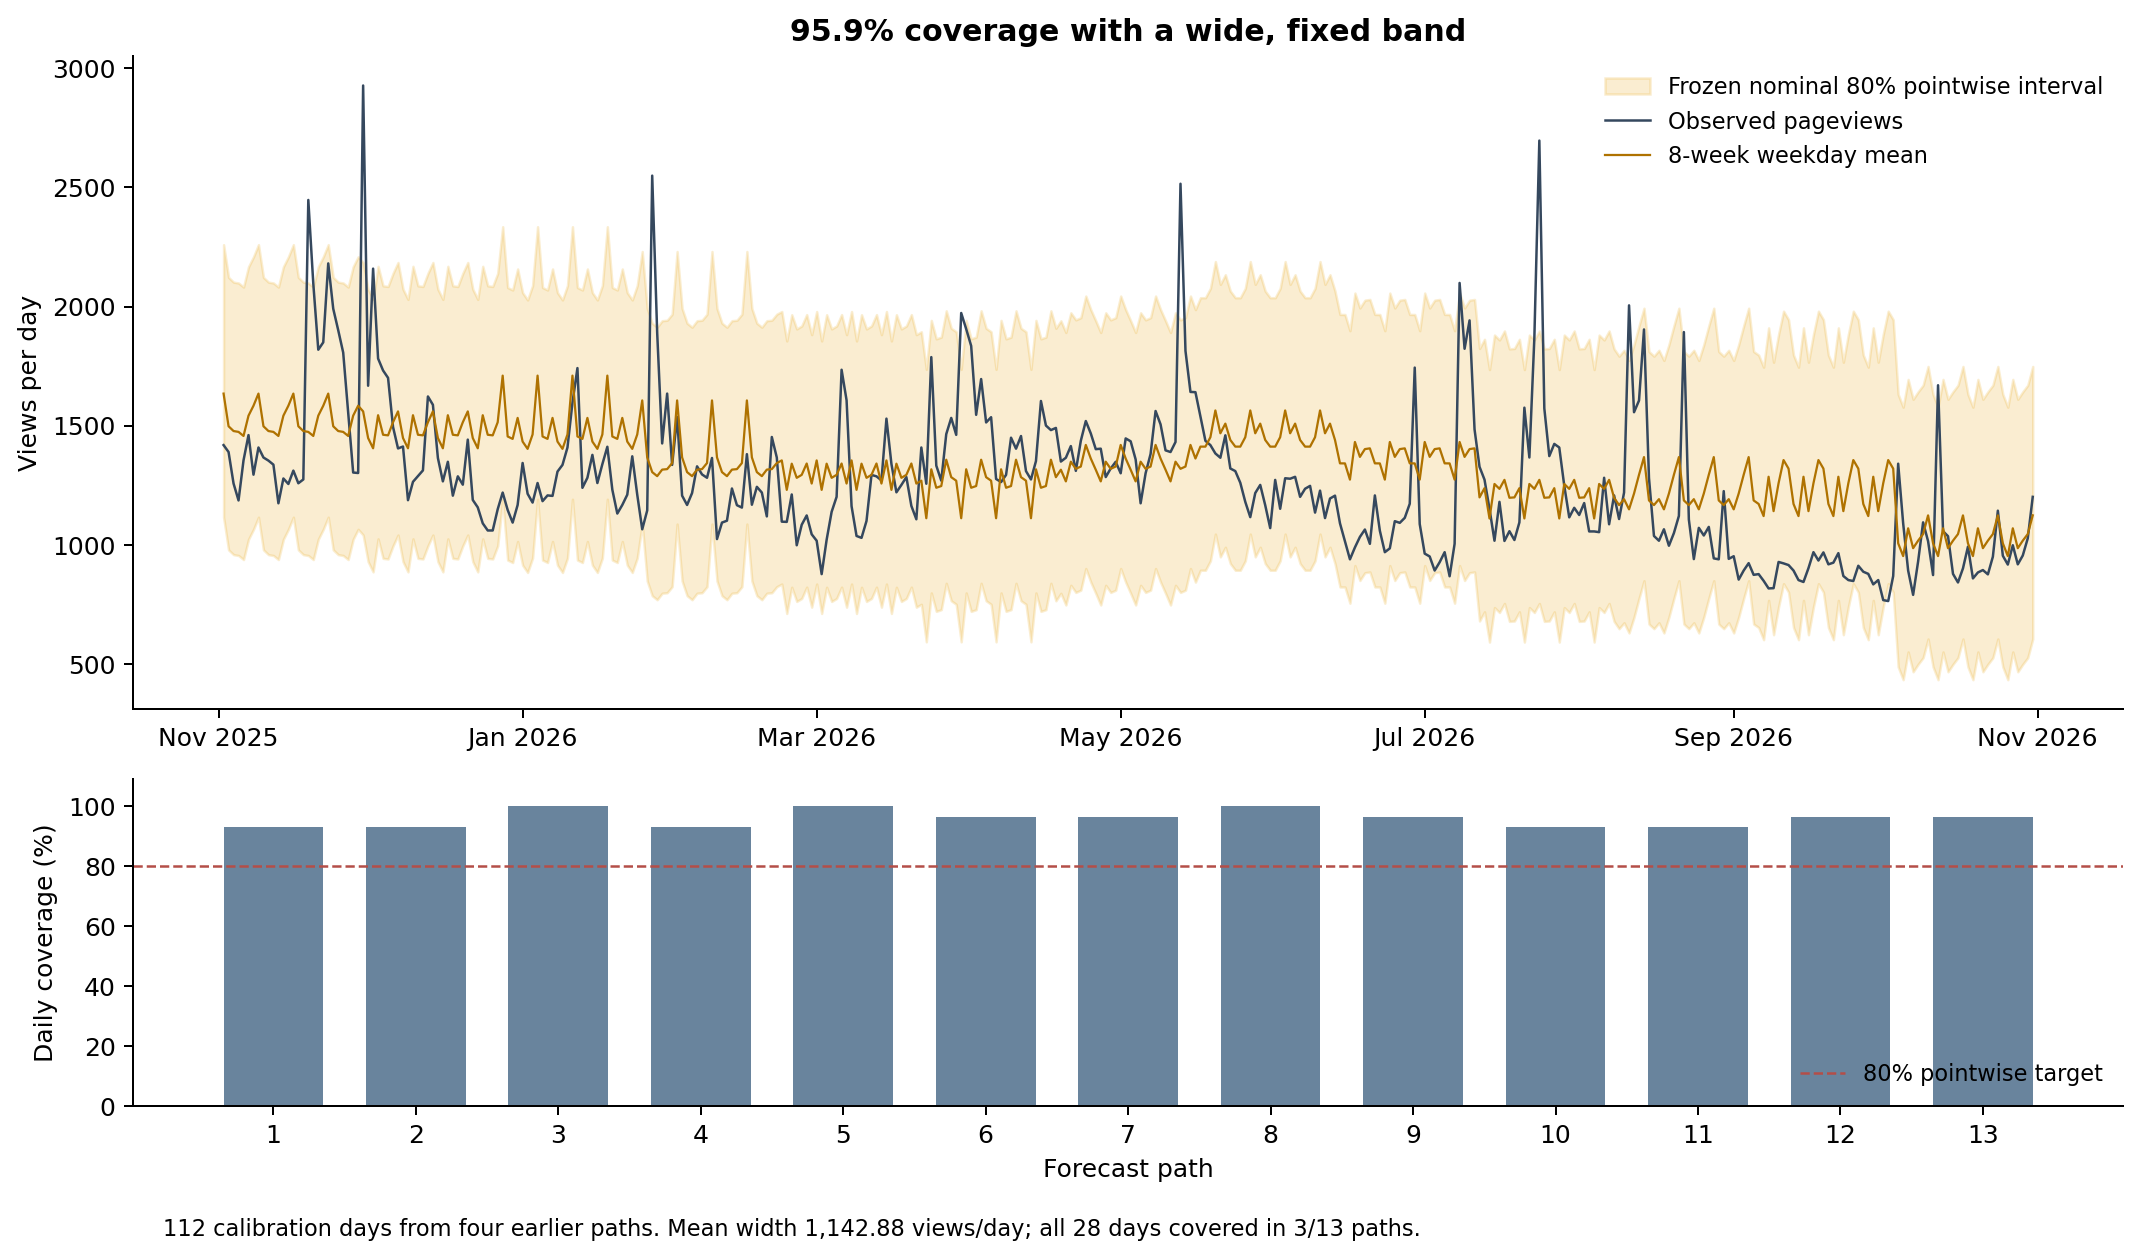 95.9% coverage with a wide, fixed band
Views per day
3000
2500
2000
1500
1000
500
Frozen nominal 80% pointwise interval
Observed pageviews
8-week weekday mean
Nov 2025
Jan 2026
Mar 2026
May 2026
Jul 2026
Sep 2026
Nov 2026
Daily coverage (%)
100
80
60
40
20
0
80% pointwise target
1
2
3
4
5
6
7
8
9
10
11
12
13
Forecast path
112 calibration days from four earlier paths. Mean width 1,142.88 views/day; all 28 days covered in 3/13 paths.